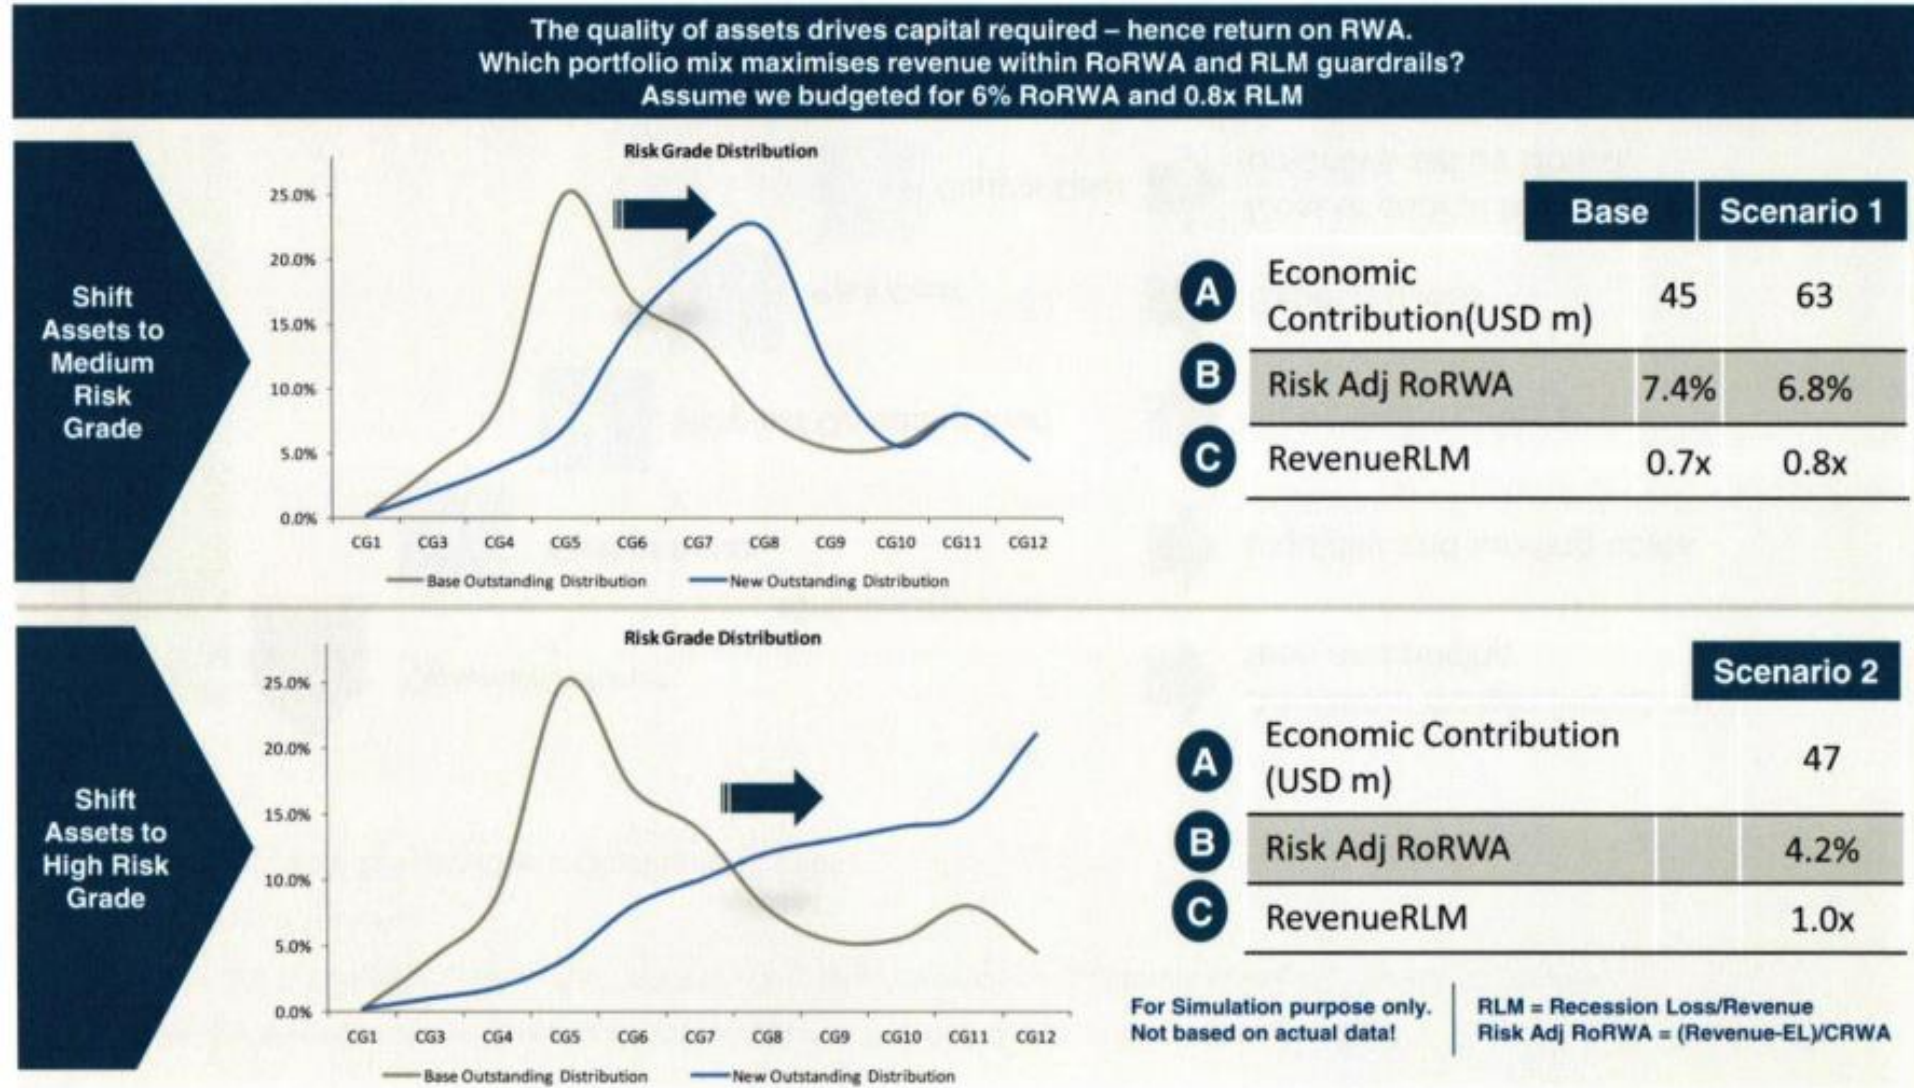 The quality of assets drives capital required – hence return on RWA.
Which portfolio mix maximises revenue within RoRWA and RLM guardrails?
Assume we budgeted for 6% RoRWA and 0.8x RLM
Shift
Assets to
Medium
Risk
Grade
Risk Grade Distribution
25.0%
20.0%
15.0%
10.0%
5.0%
0.0%
CG1 CG3 CG4 CG5 CG6 CG7 CG8 CG9 CG10 CG11 CG12
Base Outstanding Distribution New Outstanding Distribution
Base Scenario 1
A Economic
Contribution(USD m) 45 63
B Risk Adj RoRWA 7.4% 6.8%
C RevenueRLM 0.7x 0.8x
Shift
Assets to
High Risk
Grade
Risk Grade Distribution
25.0%
20.0%
15.0%
10.0%
5.0%
0.0%
CG1 CG3 CG4 CG5 CG6 CG7 CG8 CG9 CG10 CG11 CG12
Base Outstanding Distribution New Outstanding Distribution
Scenario 2
A Economic Contribution
(USD m) 47
B Risk Adj RoRWA 4.2%
C RevenueRLM 1.0x
For Simulation purpose only.
Not based on actual data!
RLM = Recession Loss/Revenue
Risk Adj RoRWA = (Revenue-EL)/CRWA